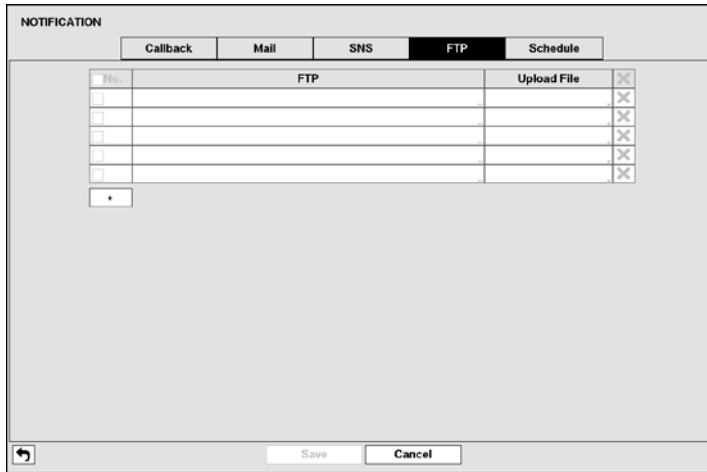 NOTIFICATION
Callback Mail SNS FTP Schedule
No. FTP Upload File
+
Save Cancel